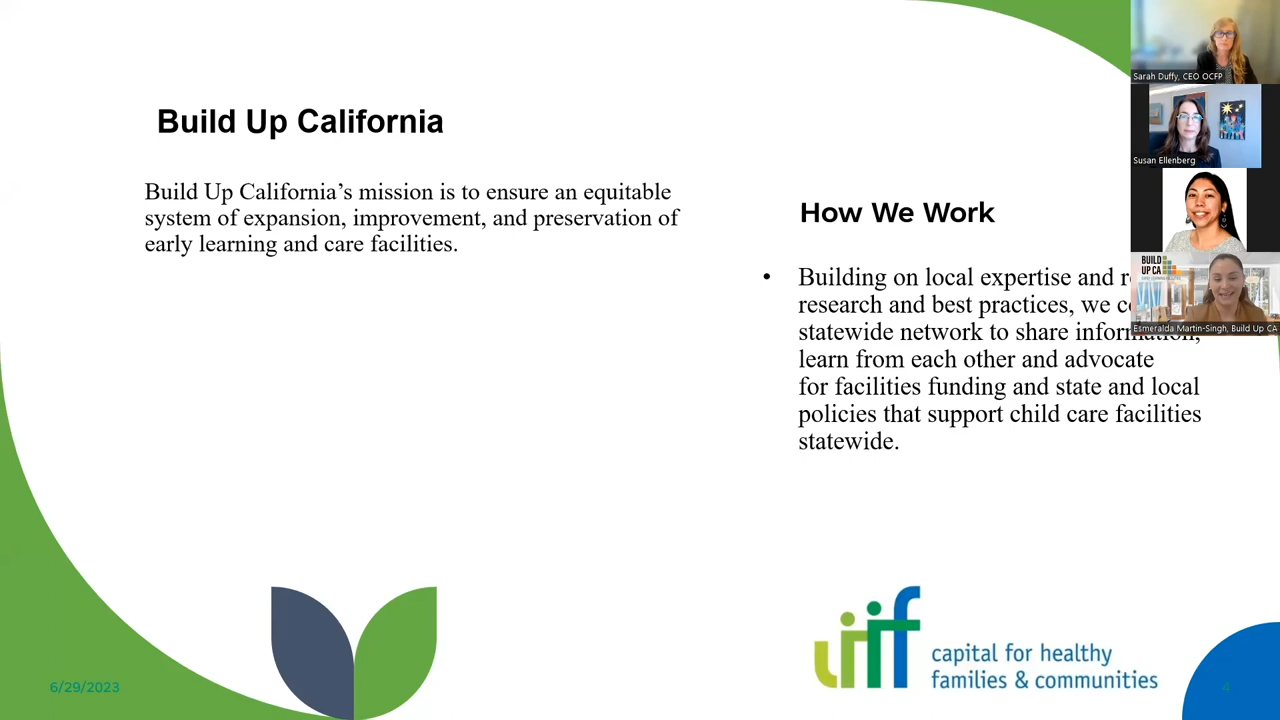 Build Up California
Build Up California's mission is to ensure an equitable
system of expansion, improvement, and preservation of
early learning and care facilities.
How We Work
• Building on local expertise and
research and best practices, we
statewide network to share information,
learn from each other and advocate
for facilities funding and state and local
policies that support child care facilities
statewide.
Sarah Duffy, CEO OCFP
Susan Ellenberg
BUILD
UP CA
Esmeralda Martin-Singh, Build Up CA
liif
capital for healthy
families & communities
6/29/2023
4